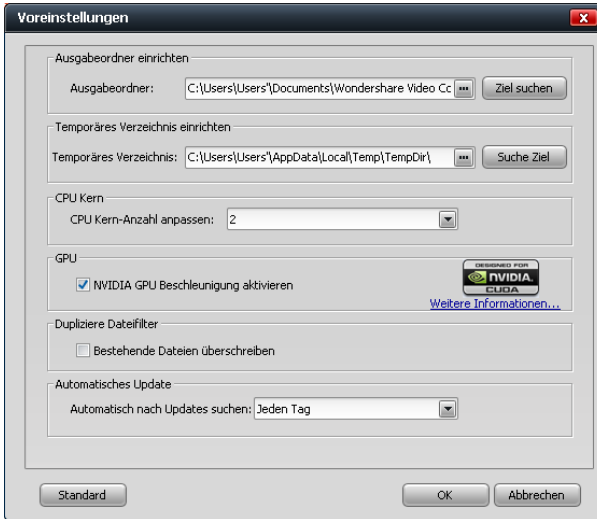 Voreinstellungen
Ausgabeordner einrichten
Ausgabeordner: C:\Users\Users"\Documents\Wondershare Video Cc ... Ziel suchen
Temporäres Verzeichnis einrichten
Temporäres Verzeichnis: C:\Users\Users"\AppData\Local\Temp\TempDir\ ... Suche Ziel
CPU Kern
CPU Kern-Anzahl anpassen: 2
GPU
NVIDIA GPU Beschleunigung aktivieren
DESIGNED FOR
NVIDIA.
CUDA
Weitere Informationen...
Dupliziere Dateifilter
Bestehende Dateien überschreiben
Automatisches Update
Automatisch nach Updates suchen: Jeden Tag
Standard OK Abbrechen